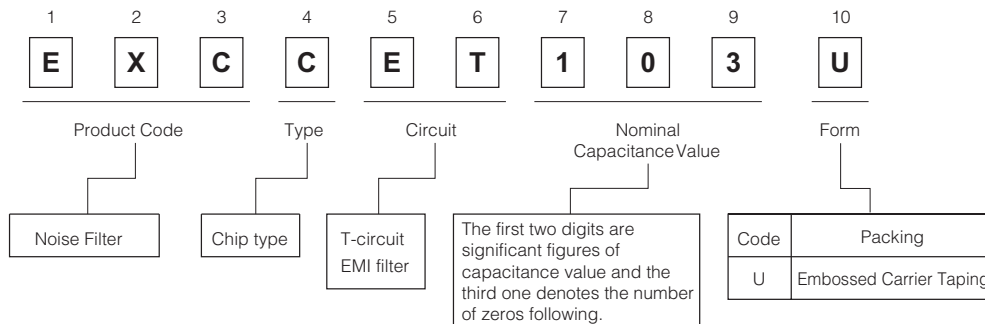 1 2 3 4 5 6 7 8 9 10
E X C C E T 1 0 3 U
Product Code Type Circuit Nominal Form
Capacitance Value
Noise Filter
Chip type
T-circuit
EMI filter
The first two digits are
significant figures of
capacitance value and the
third one denotes the number
of zeros following.
Code Packing
U Embossed Carrier Taping